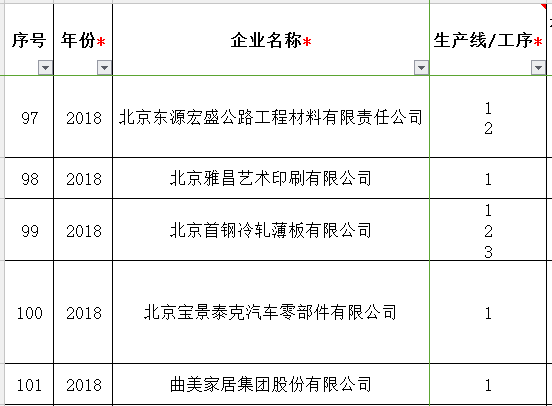 序号 年份* 企业名称* 生产线/工序*
97 2018 北京东源宏盛公路工程材料有限责任公司 1
2
98 2018 北京雅昌艺术印刷有限公司 1
99 2018 北京首钢冷轧薄板有限公司 1
2
3
100 2018 北京宝景泰克汽车零部件有限公司 1
101 2018 曲美家居集团股份有限公司 1